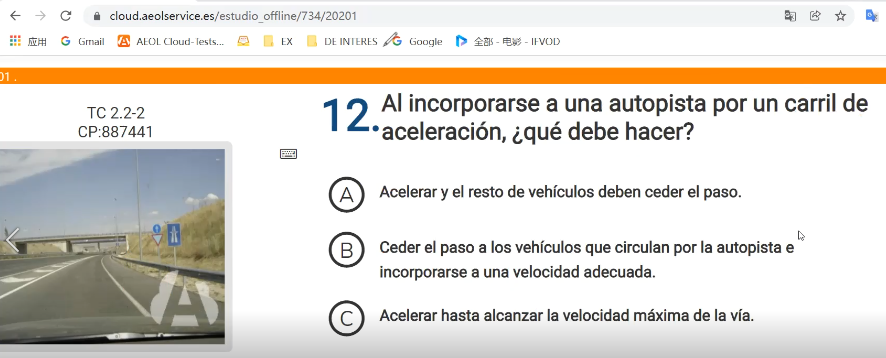 cloud.aeolservice.es/estudio_offline/734/20201
应用 Gmail AEOL Cloud-Tests... EX DE INTERES Google 全部 - 电影 - IFVOD
01 .
TC 2.2-2
CP:887441
12. Al incorporarse a una autopista por un carril de
aceleración, ¿qué debe hacer?
A Acelerar y el resto de vehículos deben ceder el paso.
B Ceder el paso a los vehículos que circulan por la autopista e
incorporarse a una velocidad adecuada.
C Acelerar hasta alcanzar la velocidad máxima de la vía.